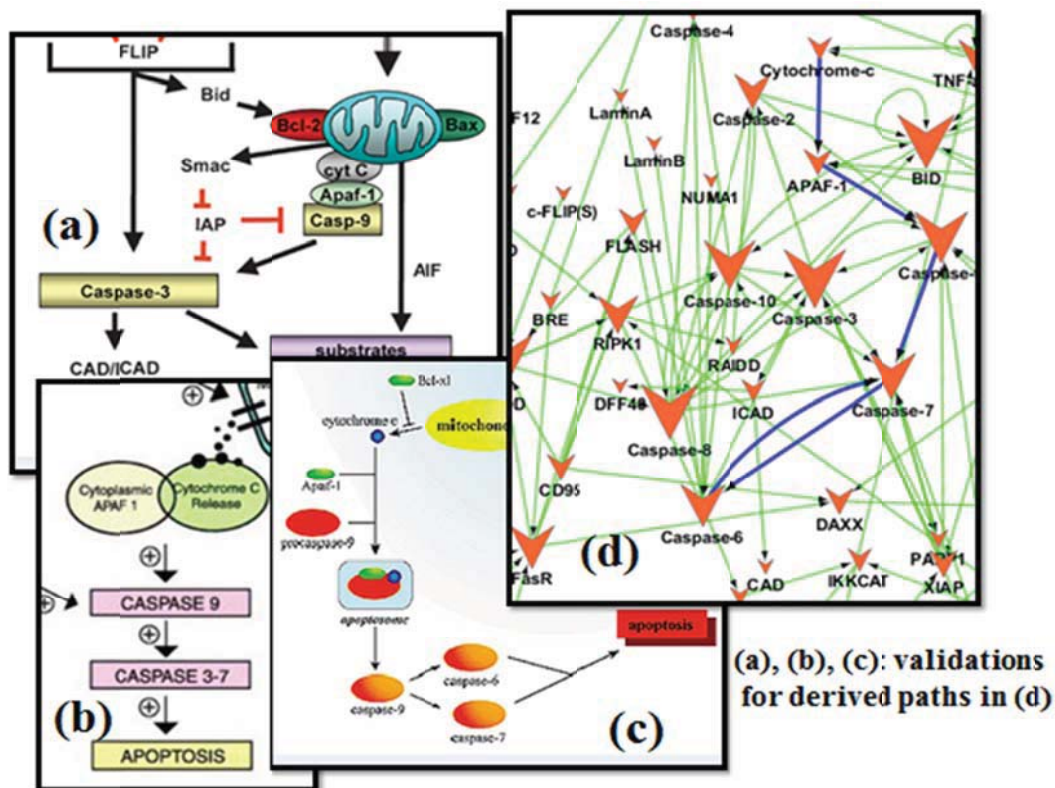 FLIP
Bid
Bcl-2
Bax
Smac
cyt C
Apaf-1
IAP
Casp-9
(a)
AIF
Caspase-3
substrates
CAD/ICAD
Cytoplasmic
APAF 1
Cytochrome C
Release
CASPASE 9
CASPASE 3-7
(b)
APOPTOSIS
Bcl-xl
cytochrome c
Apaf-1
procaspase-9
apoptosome
caspase-9
caspase-6
caspase-7
apoptosis
(c)
Caspase-4
Cytochrome-c
TNF
LaminA
Caspase-2
F12
LaminB
BID
APAF-1
NUMA1
c-FLIP(S)
FLASH
Caspase-
Caspase-10
Caspase-3
BRE
RIPK1
RAIDD
DFF40
ICAD
Caspase-7
Caspase-8
CD95
DAXX
Caspase-6
FasR
CAD
XIAP
(d)
(a), (b), (c): validations
for derived paths in (d)